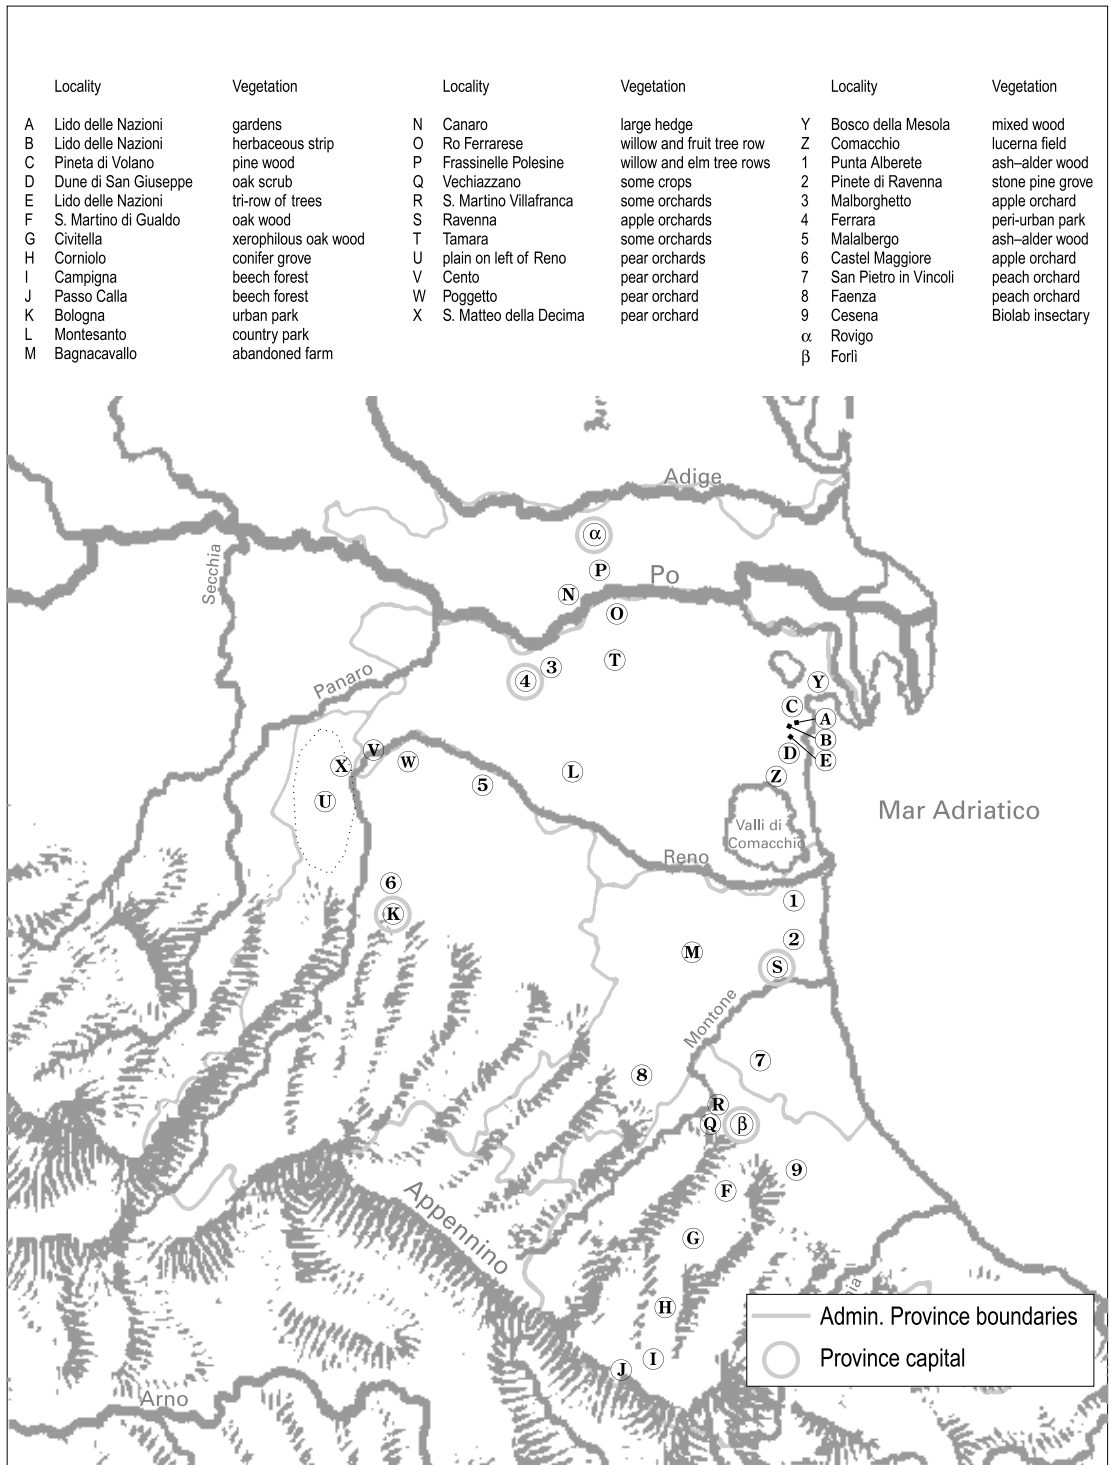 Locality Vegetation Locality Vegetation Locality Vegetation
A Lido delle Nazioni gardens N Canaro large hedge Y Bosco della Mesola mixed wood
B Lido delle Nazioni herbaceous strip O Ro Ferrarese willow and fruit tree row Z Comacchio lucerna field
C Pineta di Volano pine wood P Frassinelle Polesine willow and elm tree rows 1 Punta Alberete ash–alder wood
D Dune di San Giuseppe oak scrub Q Vechiazzano some crops 2 Pinete di Ravenna stone pine grove
E Lido delle Nazioni tri-row of trees R S. Martino Villafranca some orchards 3 Malborghetto apple orchard
F S. Martino di Gualdo oak wood S Ravenna apple orchards 4 Ferrara peri-urban park
G Civitella xerophilous oak wood T Tamara some orchards 5 Malalbergo ash–alder wood
H Corniolo conifer grove U plain on left of Reno pear orchards 6 Castel Maggiore apple orchard
I Campigna beech forest V Cento pear orchard 7 San Pietro in Vincoli peach orchard
J Passo Calla beech forest W Poggetto pear orchard 8 Faenza peach orchard
K Bologna urban park X S. Matteo della Decima pear orchard 9 Cesena Biolab insectary
L Montesanto country park α Rovigo
M Bagnacavallo abandoned farm β Forlì
Adige
α
Secchia
P
Po
N
O
T
3
4
Panaro
Y
C
A
B
D
E
V
W
X
L
Z
5
U
Mar Adriatico
Valli di
Comacchio
Reno
6
1
K
2
M
S
Montone
7
8
R
Q β
9
F
Appennino
G
H
I
J
Arno
Admin. Province boundaries
Province capital